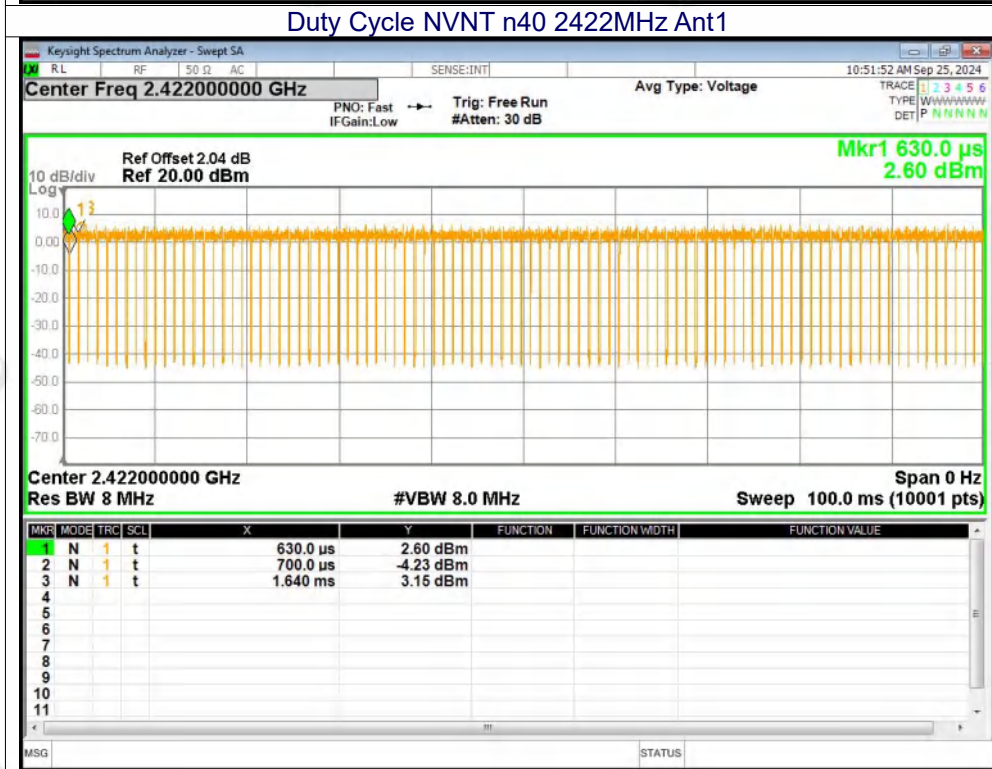 Duty Cycle NVNT n40 2422MHz Ant1
Keysight Spectrum Analyzer - Swept SA
LXI RL RF 50 Ω AC SENSE:INT 10:51:52 AM Sep 25, 2024
Center Freq 2.422000000 GHz
PNO: Fast
IFGain:Low
Trig: Free Run
#Atten: 30 dB
Avg Type: Voltage
TRACE 1 2 3 4 5 6
TYPE WWWWWW
DET P N N N N N
Mkr1 630.0 µs
2.60 dBm
Ref Offset 2.04 dB
10 dB/div Ref 20.00 dBm
Log
1 3
10.0
0.00
-10.0
-20.0
-30.0
-40.0
-50.0
-60.0
-70.0
Center 2.422000000 GHz Span 0 Hz
Res BW 8 MHz #VBW 8.0 MHz Sweep 100.0 ms (10001 pts)
MKR MODE TRC SCL X Y FUNCTION FUNCTION WIDTH FUNCTION VALUE
1 N 1 t 630.0 µs 2.60 dBm
2 N 1 t 700.0 µs -4.23 dBm
3 N 1 t 1.640 ms 3.15 dBm
4
5
6
7
8
9
10
11
MSG STATUS